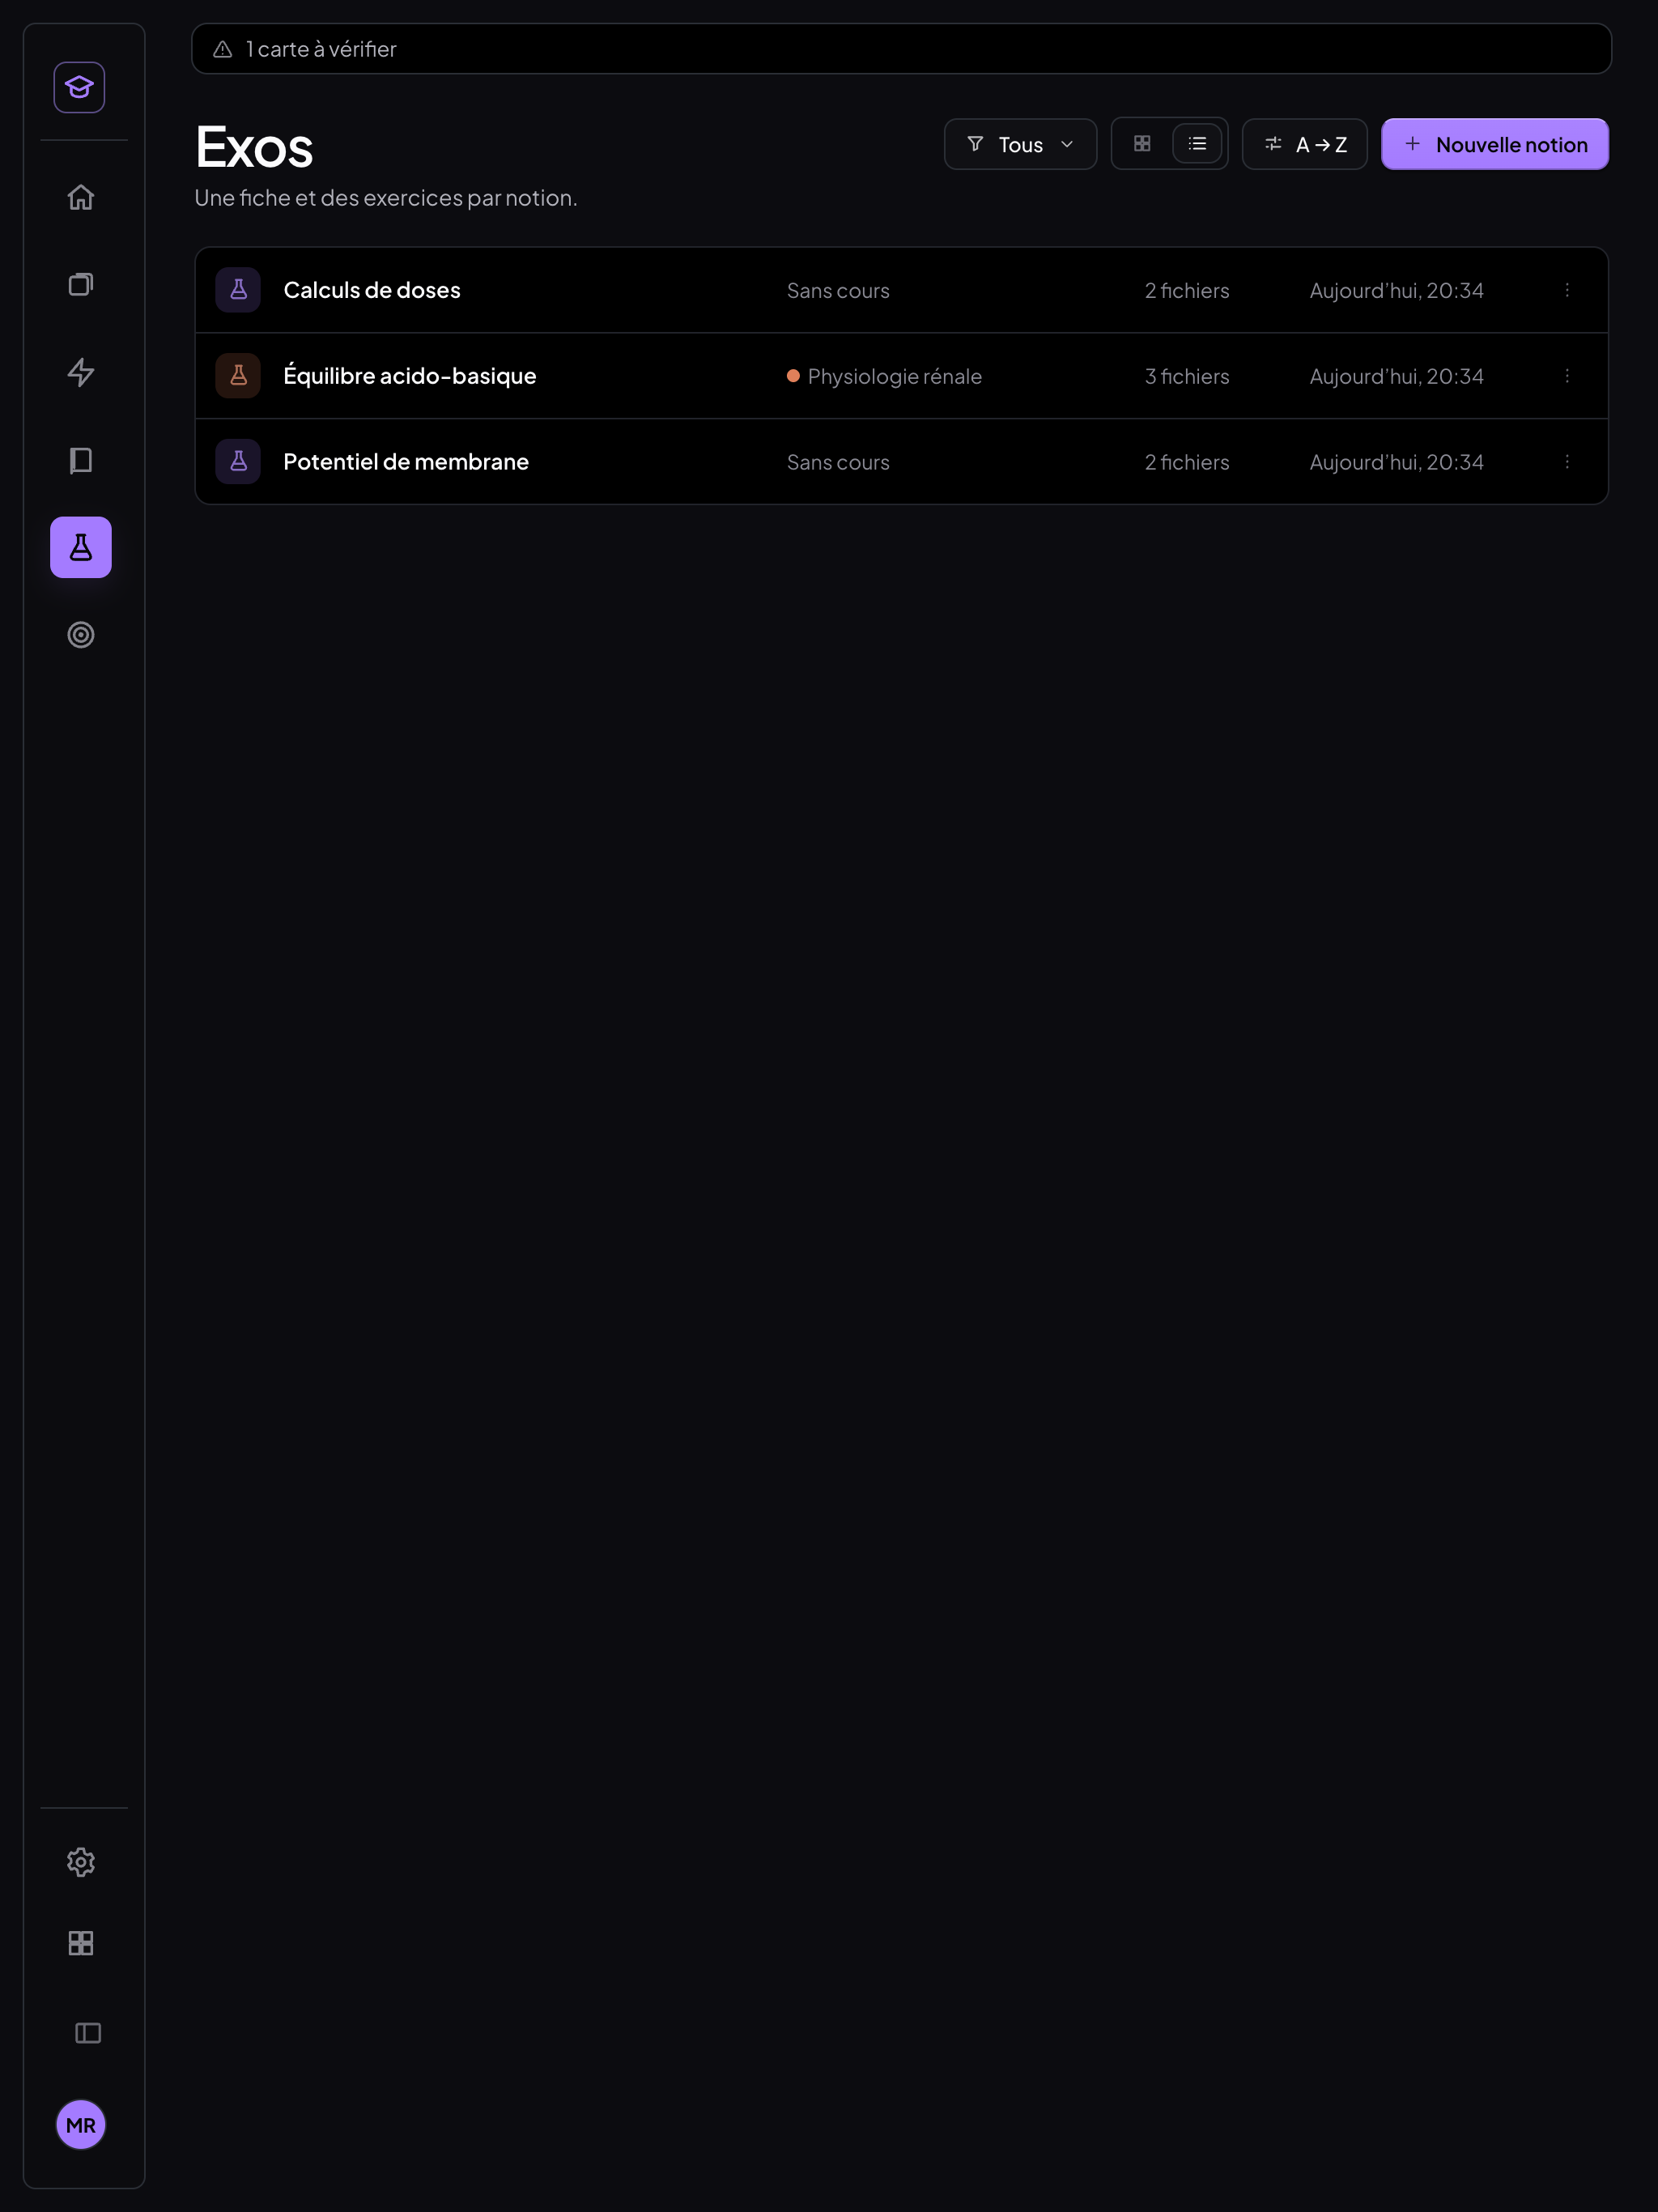 1 carte à vérifier
Exos
Tous
A → Z
Nouvelle notion
Une fiche et des exercices par notion.
Calculs de doses Sans cours 2 fichiers Aujourd’hui, 20:34
Équilibre acido-basique Physiologie rénale 3 fichiers Aujourd’hui, 20:34
Potentiel de membrane Sans cours 2 fichiers Aujourd’hui, 20:34
MR